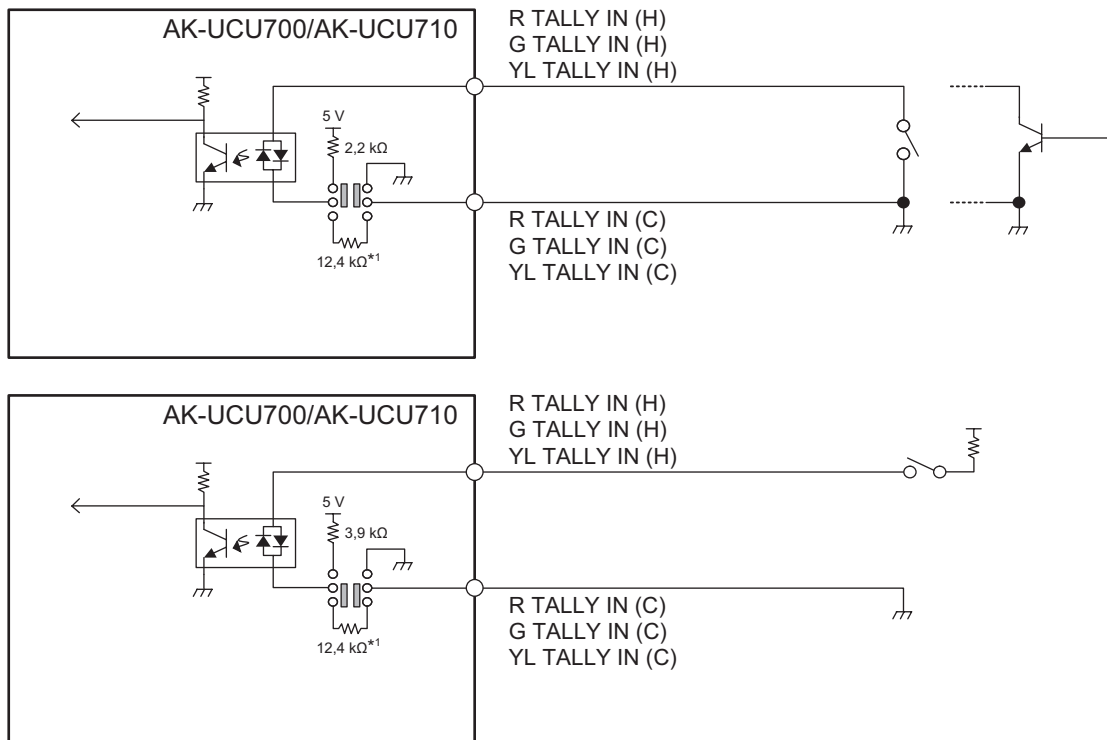 AK-UCU700/AK-UCU710
R TALLY IN (H)
G TALLY IN (H)
YL TALLY IN (H)
5 V
2,2 kΩ
12,4 kΩ*1
R TALLY IN (C)
G TALLY IN (C)
YL TALLY IN (C)
AK-UCU700/AK-UCU710
R TALLY IN (H)
G TALLY IN (H)
YL TALLY IN (H)
5 V
3,9 kΩ
12,4 kΩ*1
R TALLY IN (C)
G TALLY IN (C)
YL TALLY IN (C)